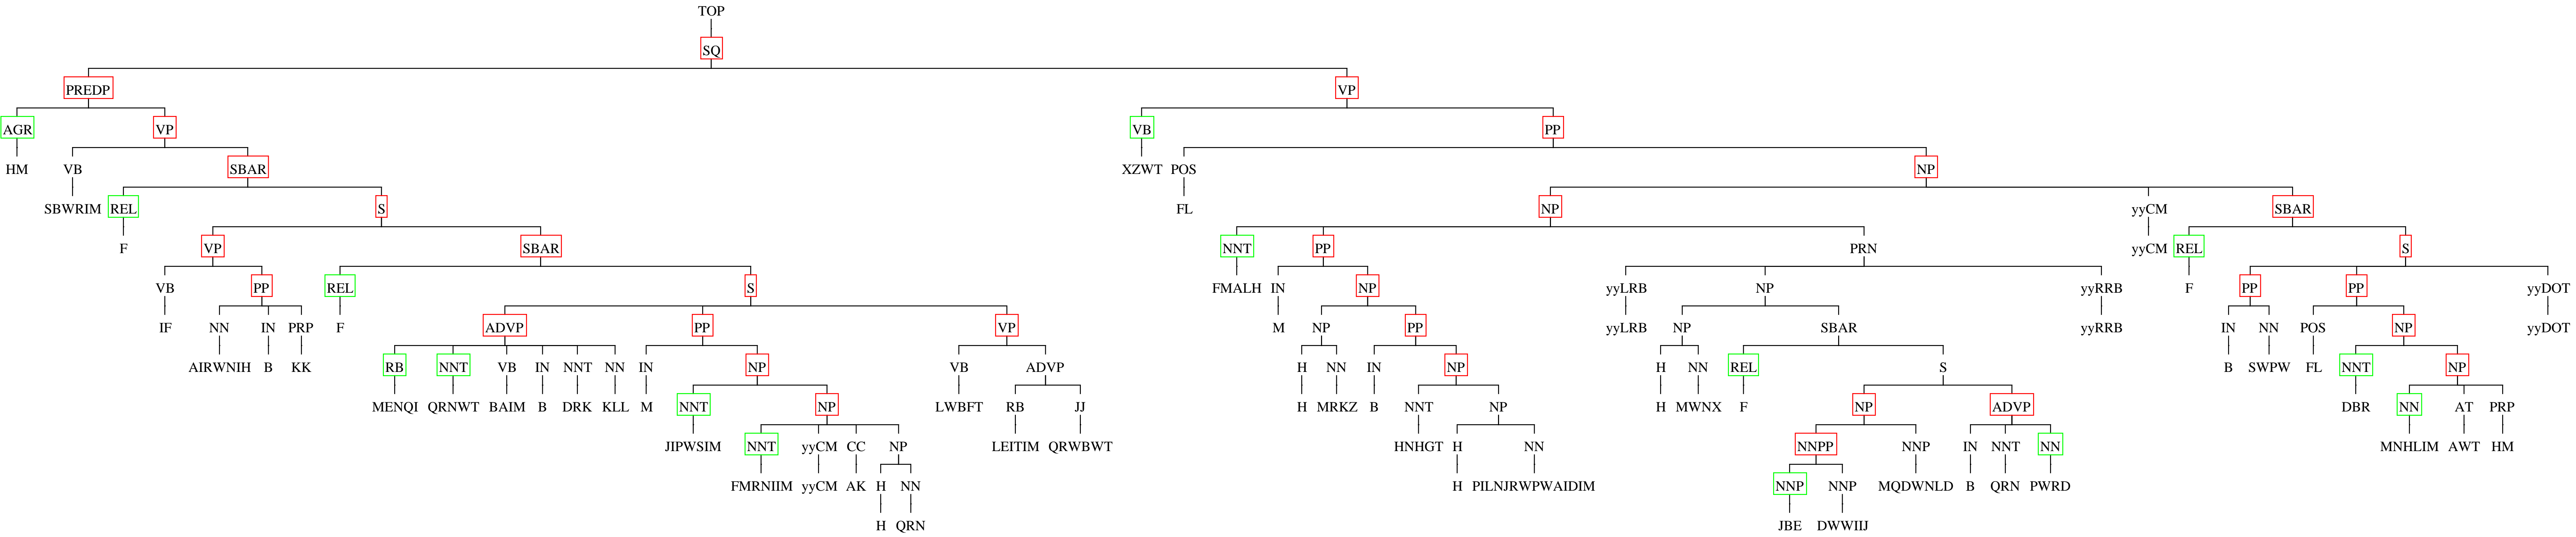 TOP
SQ
PREDP VP
AGR VP VB PP
HM VB SBAR XZWT POS NP
SBWRIM REL S FL NP yyCM SBAR
F VP SBAR NNT PP PRN yyCM REL S
VB PP REL S FMALH IN NP yyLRB NP yyRRB F PP PP yyDOT
IF NN IN PRP F ADVP PP VP M NP PP yyLRB NP SBAR yyRRB IN NN POS NP yyDOT
AIRWNIH B KK RB NNT VB IN NNT NN IN NP VB ADVP H NN IN NP H NN REL S B SWPW FL NNT NP
MENQI QRNWT BAIM B DRK KLL M NNT NP LWBFT RB JJ H MRKZ B NNT NP H MWNX F NP ADVP DBR NN AT PRP
JIPWSIM NNT yyCM CC NP LEITIM QRWBWT HNHGT H NN NNPP NNP IN NNT NN MNHLIM AWT HM
FMRNIIM yyCM AK H NN H PILNJRWPWAIDIM NNP NNP MQDWNLD B QRN PWRD
H QRN JBE DWWIIJ